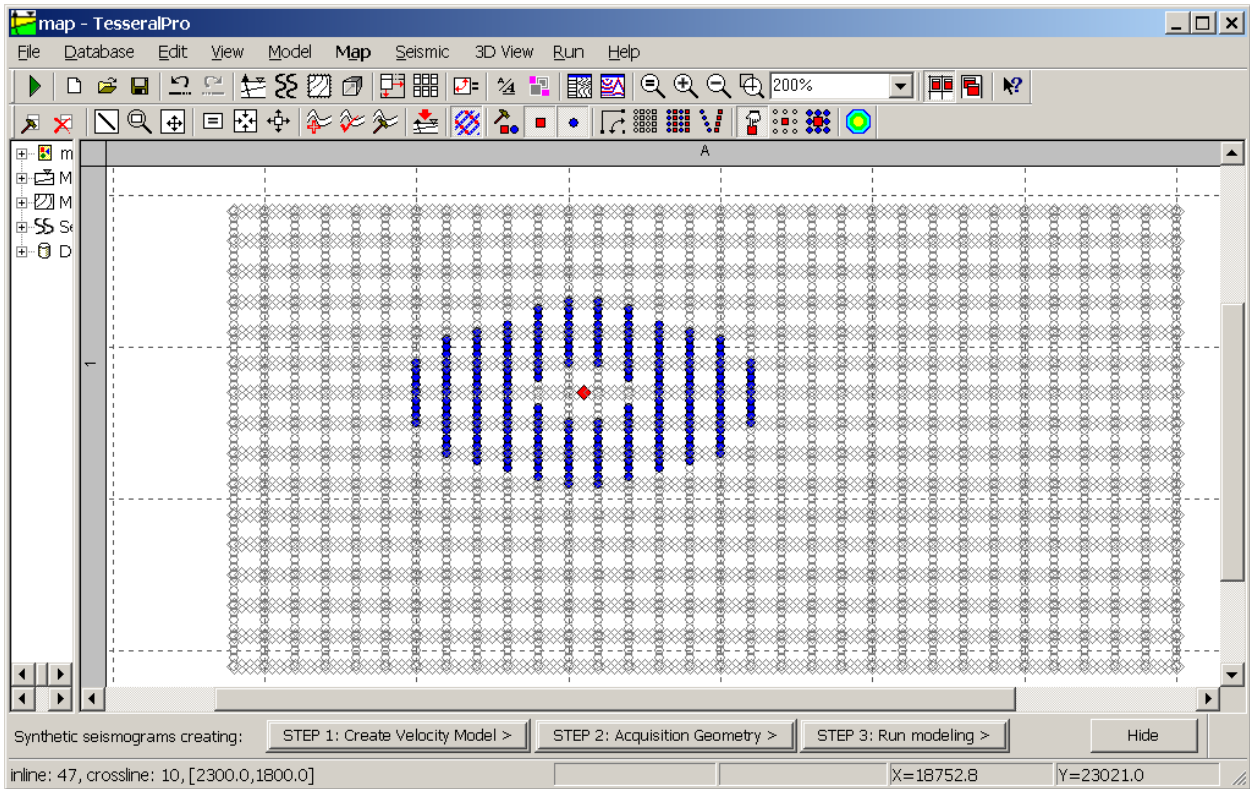 map - TesseralPro
File Database Edit View Model Map Seismic 3D View Run Help
200%
m
A
M
M
Se
D
1
Synthetic seismograms creating: STEP 1: Create Velocity Model > STEP 2: Acquisition Geometry > STEP 3: Run modeling > Hide
inline: 47, crossline: 10, [2300.0,1800.0] X=18752.8 Y=23021.0